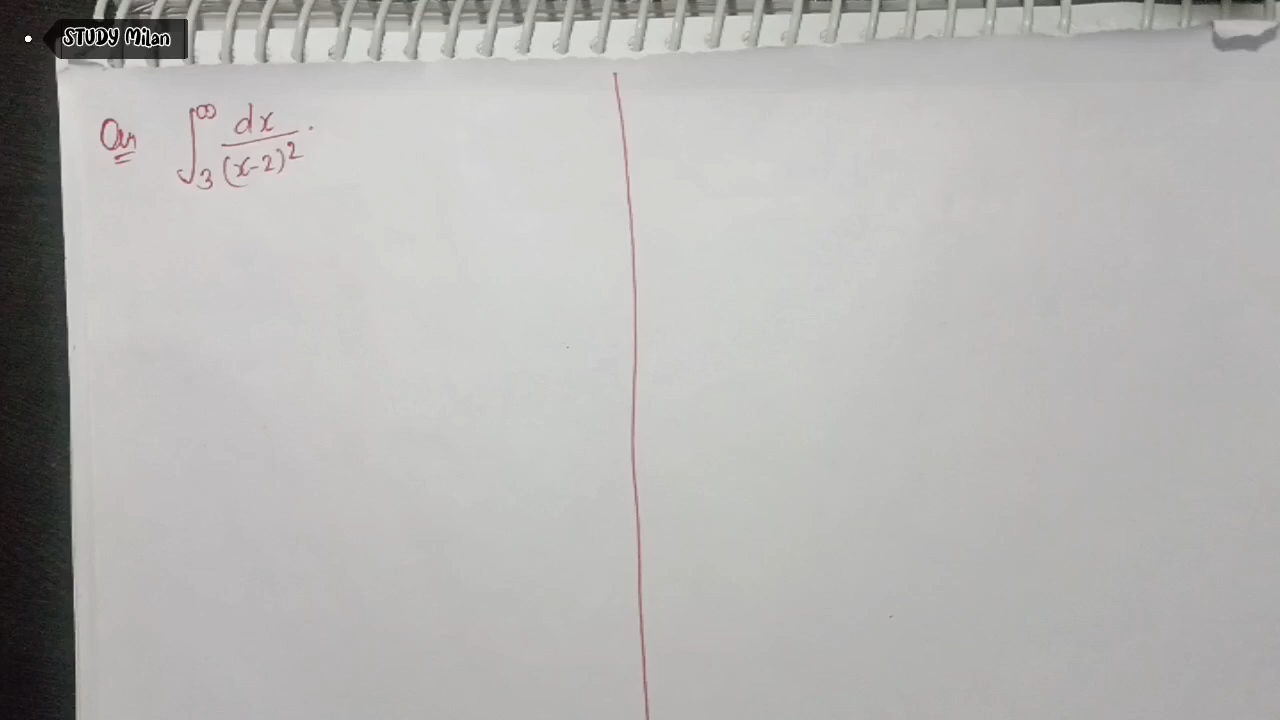 STUDY Milan
Qn ∫₃^∞ dx/(x-2)².